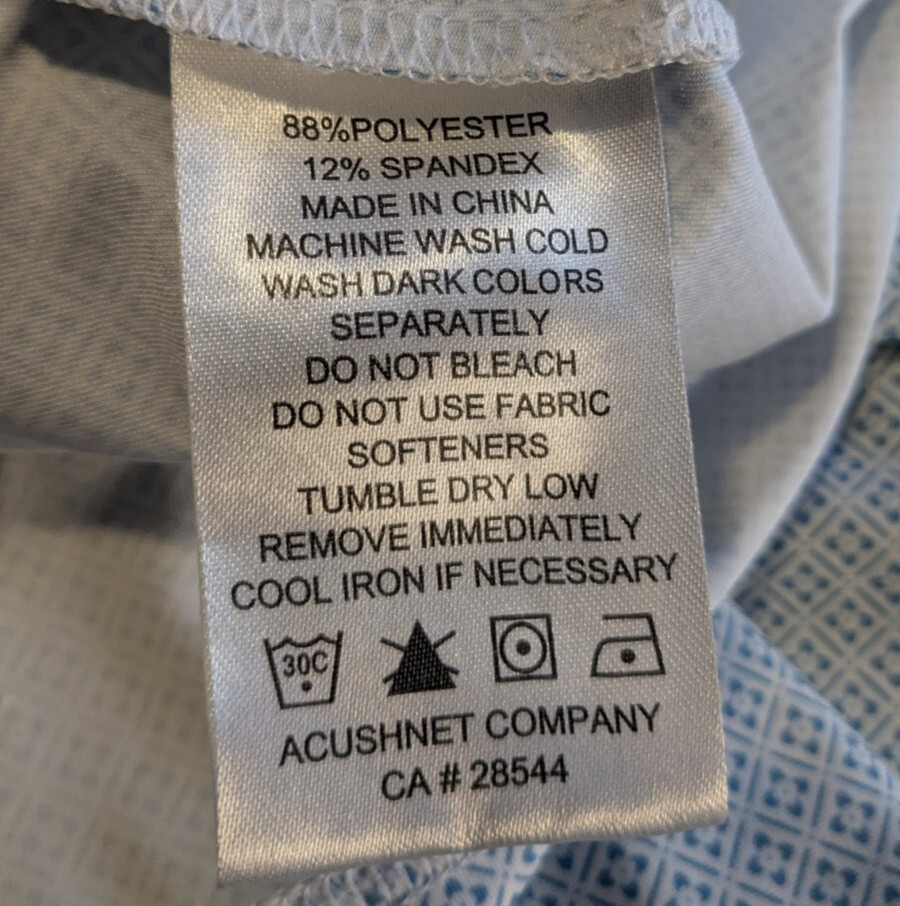 88%POLYESTER
12% SPANDEX
MADE IN CHINA
MACHINE WASH COLD
WASH DARK COLORS
SEPARATELY
DO NOT BLEACH
DO NOT USE FABRIC
SOFTENERS
TUMBLE DRY LOW
REMOVE IMMEDIATELY
COOL IRON IF NECESSARY
30C
ACUSHNET COMPANY
CA # 28544